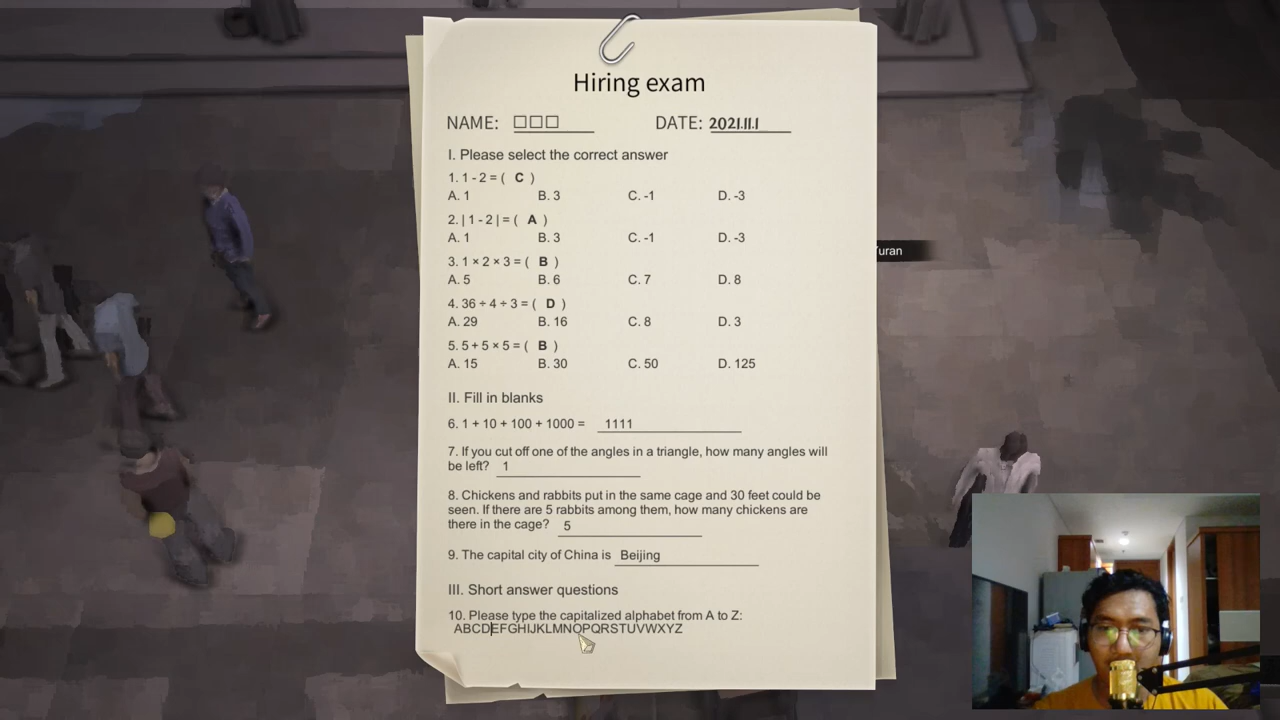 Hiring exam
NAME: □□□ DATE: 2021.11.1
I. Please select the correct answer
1. 1 - 2 = ( C )
A. 1 B. 3 C. -1 D. -3
2. | 1 - 2 | = ( A )
A. 1 B. 3 C. -1 D. -3
3. 1 × 2 × 3 = ( B )
A. 5 B. 6 C. 7 D. 8
4. 36 ÷ 4 ÷ 3 = ( D )
A. 29 B. 16 C. 8 D. 3
5. 5 + 5 × 5 = ( B )
A. 15 B. 30 C. 50 D. 125
II. Fill in blanks
6. 1 + 10 + 100 + 1000 = 1111
7. If you cut off one of the angles in a triangle, how many angles will
be left? 1
8. Chickens and rabbits put in the same cage and 30 feet could be
seen. If there are 5 rabbits among them, how many chickens are
there in the cage? 5
9. The capital city of China is Beijing
III. Short answer questions
10. Please type the capitalized alphabet from A to Z:
ABCDEFGHIJKLMNOPQRSTUVWXYZ